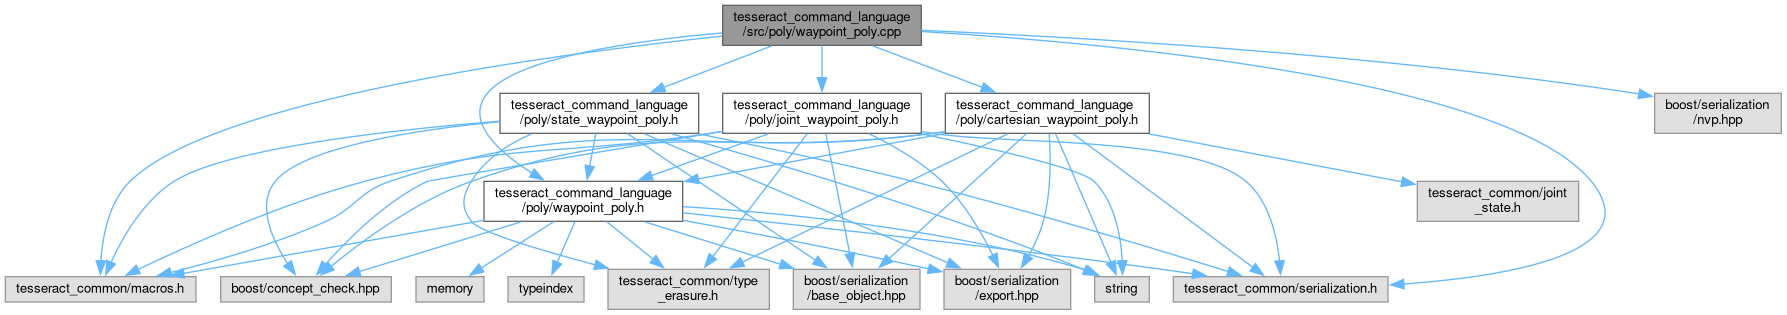 tesseract_command_language
/src/poly/waypoint_poly.cpp
tesseract_command_language
/poly/state_waypoint_poly.h
tesseract_command_language
/poly/joint_waypoint_poly.h
tesseract_command_language
/poly/cartesian_waypoint_poly.h
boost/serialization
/nvp.hpp
tesseract_command_language
/poly/waypoint_poly.h
tesseract_common/joint
_state.h
tesseract_common/macros.h
boost/concept_check.hpp
memory
typeindex
tesseract_common/type
_erasure.h
boost/serialization
/base_object.hpp
boost/serialization
/export.hpp
string
tesseract_common/serialization.h